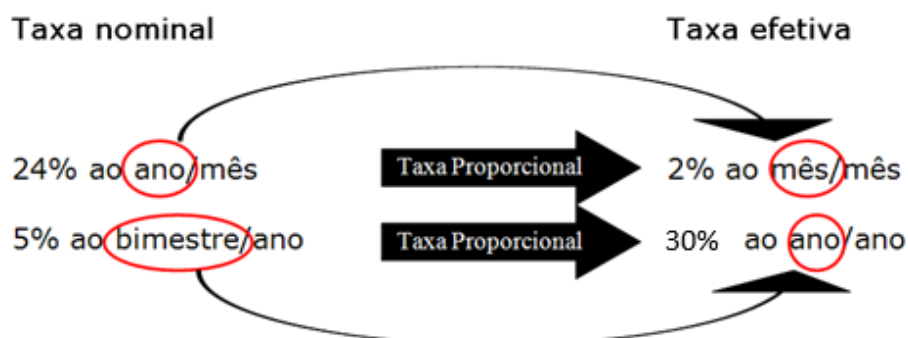 Taxa nominal Taxa efetiva
24% ao ano/mês Taxa Proporcional 2% ao mês/mês
5% ao bimestre/ano Taxa Proporcional 30% ao ano/ano